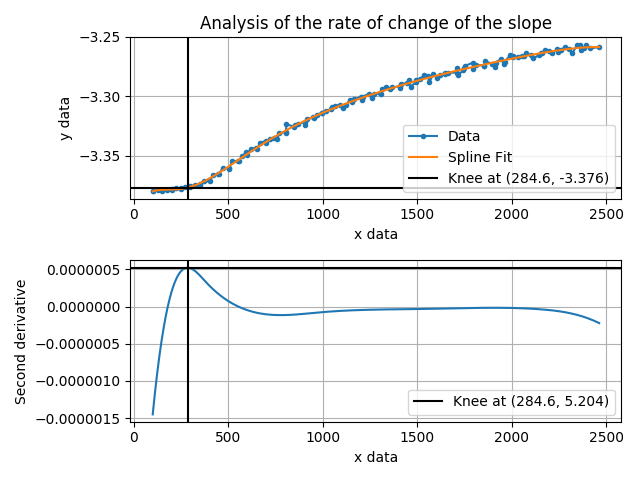 Analysis of the rate of change of the slope
−3.25
−3.30
−3.35
y data
Data
Spline Fit
Knee at (284.6, -3.376)
0 500 1000 1500 2000 2500
x data
0.0000005
0.0000000
−0.0000005
−0.0000010
−0.0000015
Second derivative
Knee at (284.6, 5.204)
0 500 1000 1500 2000 2500
x data